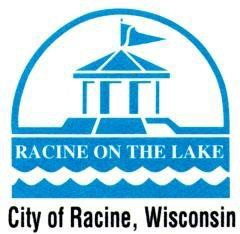 RACINE ON THE LAKE
City of Racine, Wisconsin